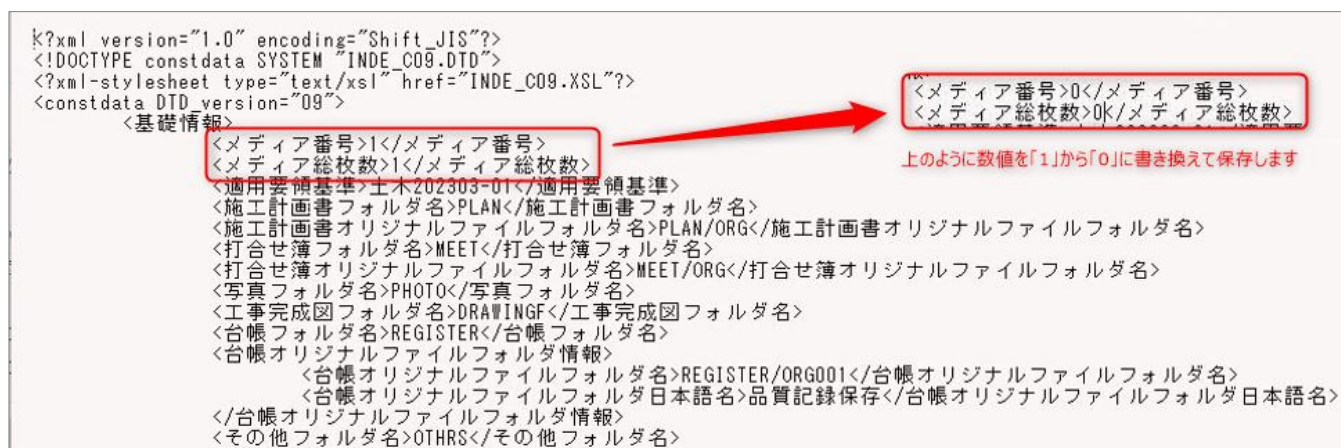 <?xml version="1.0" encoding="Shift_JIS"?>
<!DOCTYPE constdata SYSTEM "INDE_C09.DTD">
<?xml-stylesheet type="text/xsl" href="INDE_C09.XSL"?>
<constdata DTD_version="09">
<基礎情報>
<メディア番号>1</メディア番号>
<メディア総枚数>1</メディア総枚数>
<適用要領基準>土木202303-01</適用要領基準>
<施工計画書フォルダ名>PLAN</施工計画書フォルダ名>
<施工計画書オリジナルファイルフォルダ名>PLAN/ORG</施工計画書オリジナルファイルフォルダ名>
<打合せ簿フォルダ名>MEET</打合せ簿フォルダ名>
<打合せ簿オリジナルファイルフォルダ名>MEET/ORG</打合せ簿オリジナルファイルフォルダ名>
<写真フォルダ名>PHOTO</写真フォルダ名>
<工事完成図フォルダ名>DRAWINGF</工事完成図フォルダ名>
<台帳フォルダ名>REGISTER</台帳フォルダ名>
<台帳オリジナルファイルフォルダ情報>
<台帳オリジナルファイルフォルダ名>REGISTER/ORG001</台帳オリジナルファイルフォルダ名>
<台帳オリジナルファイルフォルダ日本語名>品質記録保存</台帳オリジナルファイルフォルダ日本語名>
</台帳オリジナルファイルフォルダ情報>
<その他フォルダ名>OTHRS</その他フォルダ名>
<メディア番号>0</メディア番号>
<メディア総枚数>0</メディア総枚数>
上のように数値を「1」から「0」に書き換えて保存します